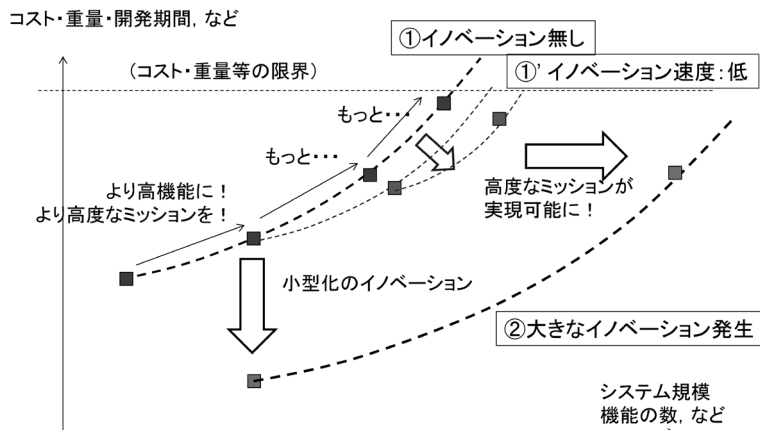 コスト・重量・開発期間, など
①イノベーション無し
(コスト・重量等の限界)
①’ イノベーション速度:低
もっと・・・
もっと・・・
より高機能に!
より高度なミッションを!
高度なミッションが
実現可能に!
小型化のイノベーション
②大きなイノベーション発生
システム規模
機能の数, など